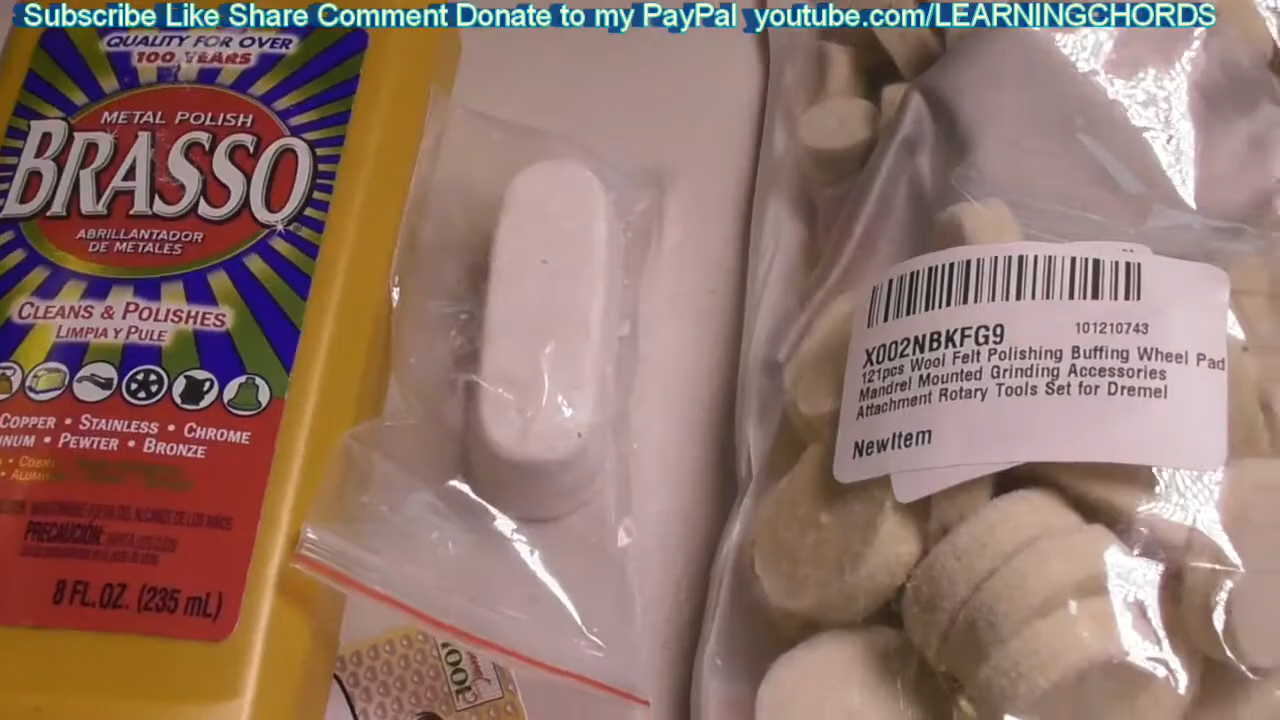 Subscribe Like Share Comment Donate to my PayPal youtube.com/LEARNINGCHORDS
QUALITY FOR OVER
100 YEARS
METAL POLISH
BRASSO
ABRILLANTADOR
DE METALES
CLEANS & POLISHES
LIMPIA Y PULE
COPPER • STAINLESS • CHROME
• PEWTER • BRONZE
PRECAUCIÓN:
8 FL. OZ. (235 mL)
100
X002NBKFG9
101210743
121pcs Wool Felt Polishing Buffing Wheel Pad
Mandrel Mounted Grinding Accessories
Attachment Rotary Tools Set for Dremel
NewItem